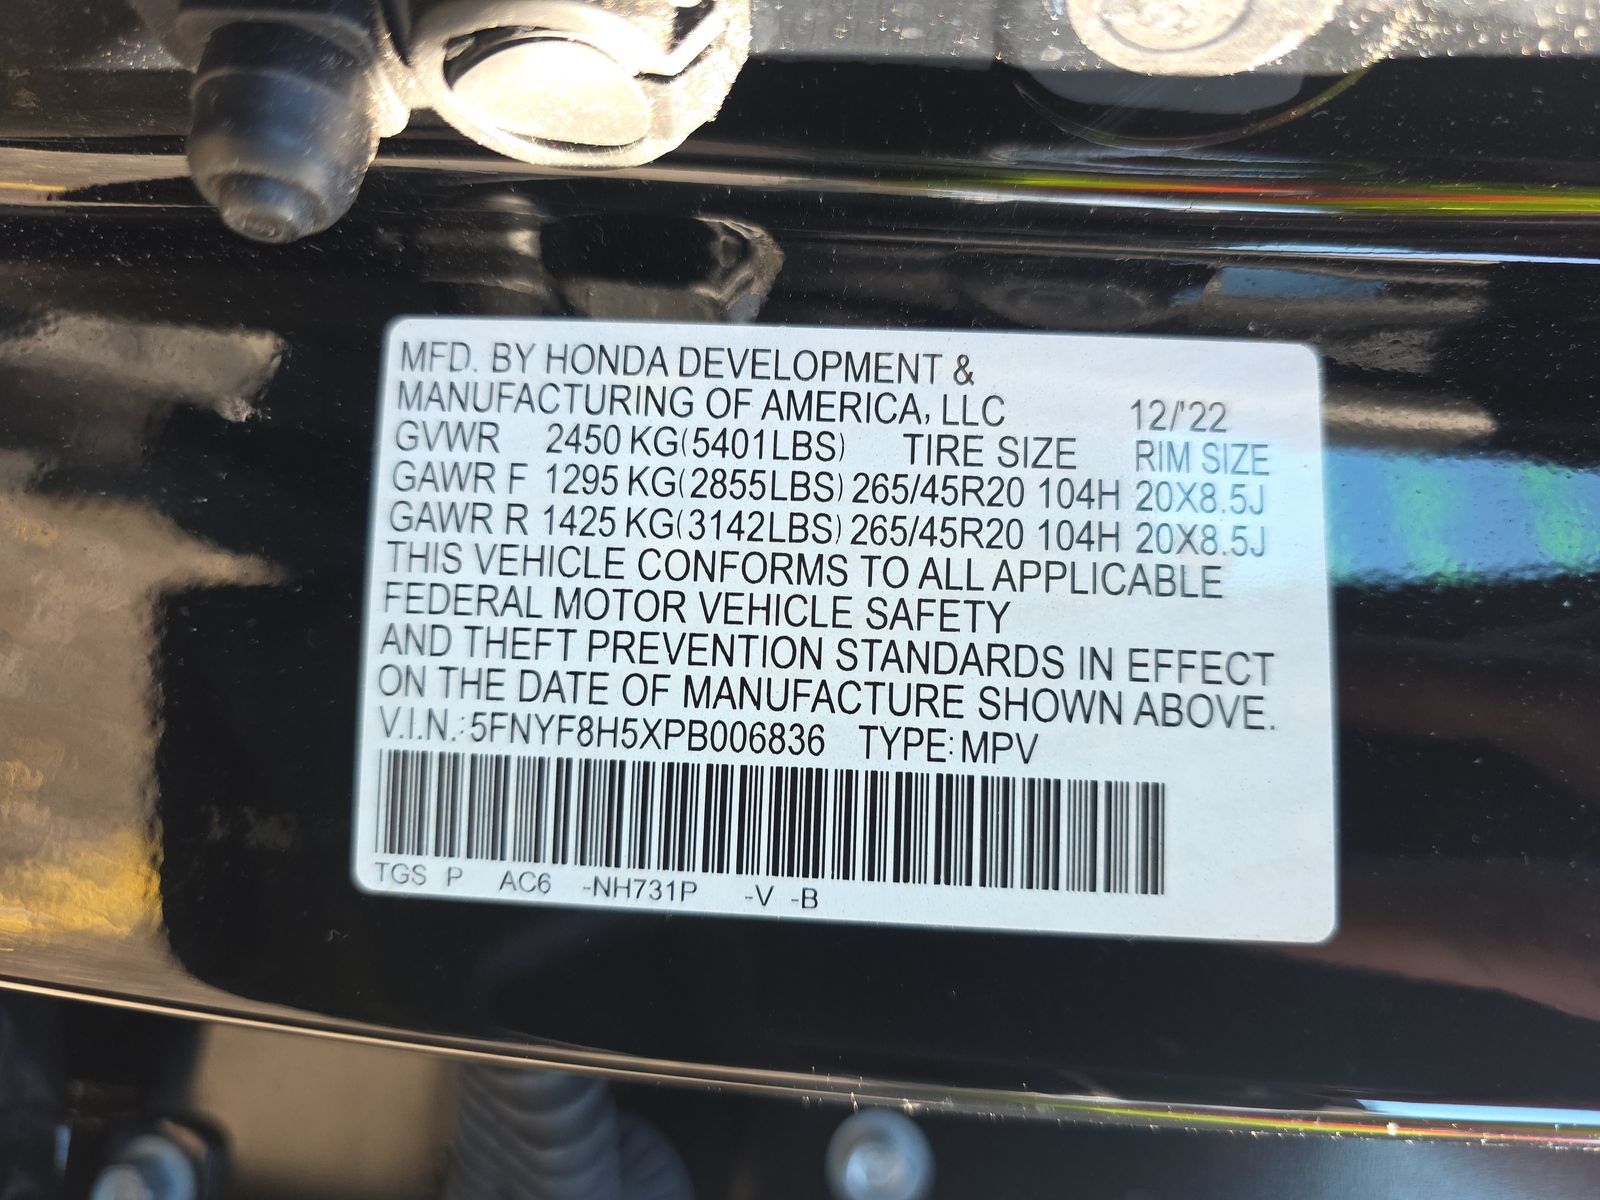 MFD. BY HONDA DEVELOPMENT &
MANUFACTURING OF AMERICA, LLC 12/'22
GVWR 2450 KG(5401LBS) TIRE SIZE RIM SIZE
GAWR F 1295 KG(2855LBS) 265/45R20 104H 20X8.5J
GAWR R 1425 KG(3142LBS) 265/45R20 104H 20X8.5J
THIS VEHICLE CONFORMS TO ALL APPLICABLE
FEDERAL MOTOR VEHICLE SAFETY
AND THEFT PREVENTION STANDARDS IN EFFECT
ON THE DATE OF MANUFACTURE SHOWN ABOVE.
V.I.N.:5FNYF8H5XPB006836 TYPE:MPV
TGS P AC6 -NH731P -V -B